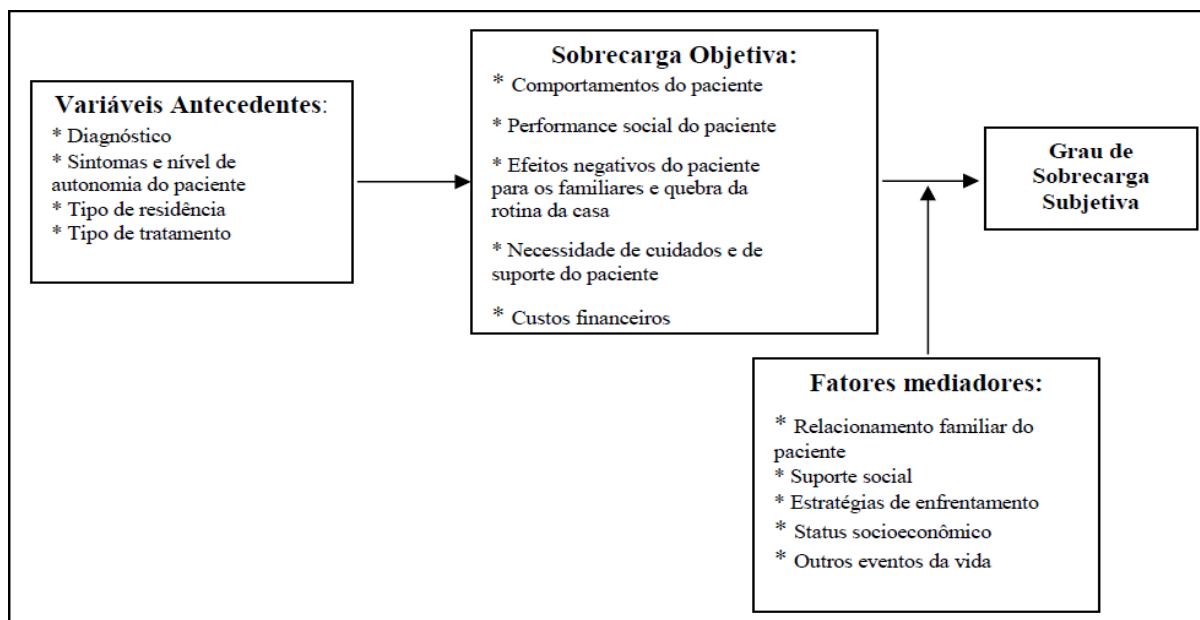 Variáveis Antecedentes:
* Diagnóstico
* Sintomas e nível de
autonomia do paciente
* Tipo de residência
* Tipo de tratamento
Sobrecarga Objetiva:
* Comportamentos do paciente
* Performance social do paciente
* Efeitos negativos do paciente
para os familiares e quebra da
rotina da casa
* Necessidade de cuidados e de
suporte do paciente
* Custos financeiros
Grau de
Sobrecarga
Subjetiva
Fatores mediadores:
* Relacionamento familiar do
paciente
* Suporte social
* Estratégias de enfrentamento
* Status socioeconômico
* Outros eventos da vida